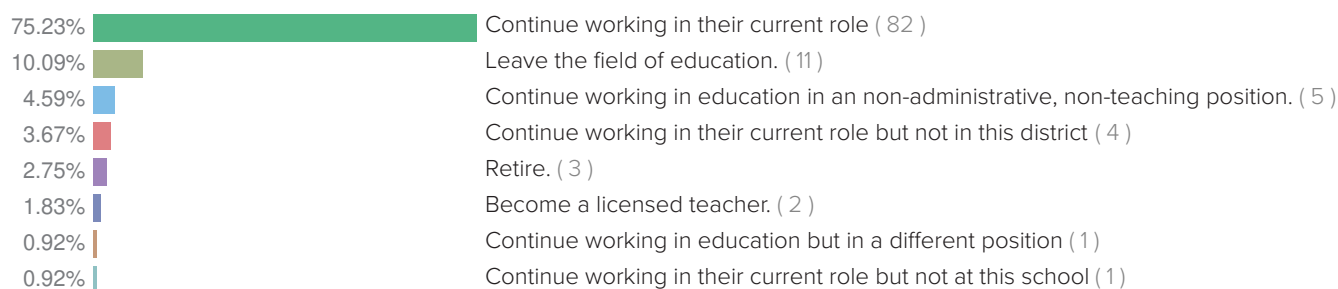 75.23% Continue working in their current role ( 82 )
10.09% Leave the field of education. ( 11 )
4.59% Continue working in education in an non-administrative, non-teaching position. ( 5 )
3.67% Continue working in their current role but not in this district ( 4 )
2.75% Retire. ( 3 )
1.83% Become a licensed teacher. ( 2 )
0.92% Continue working in education but in a different position ( 1 )
0.92% Continue working in their current role but not at this school ( 1 )